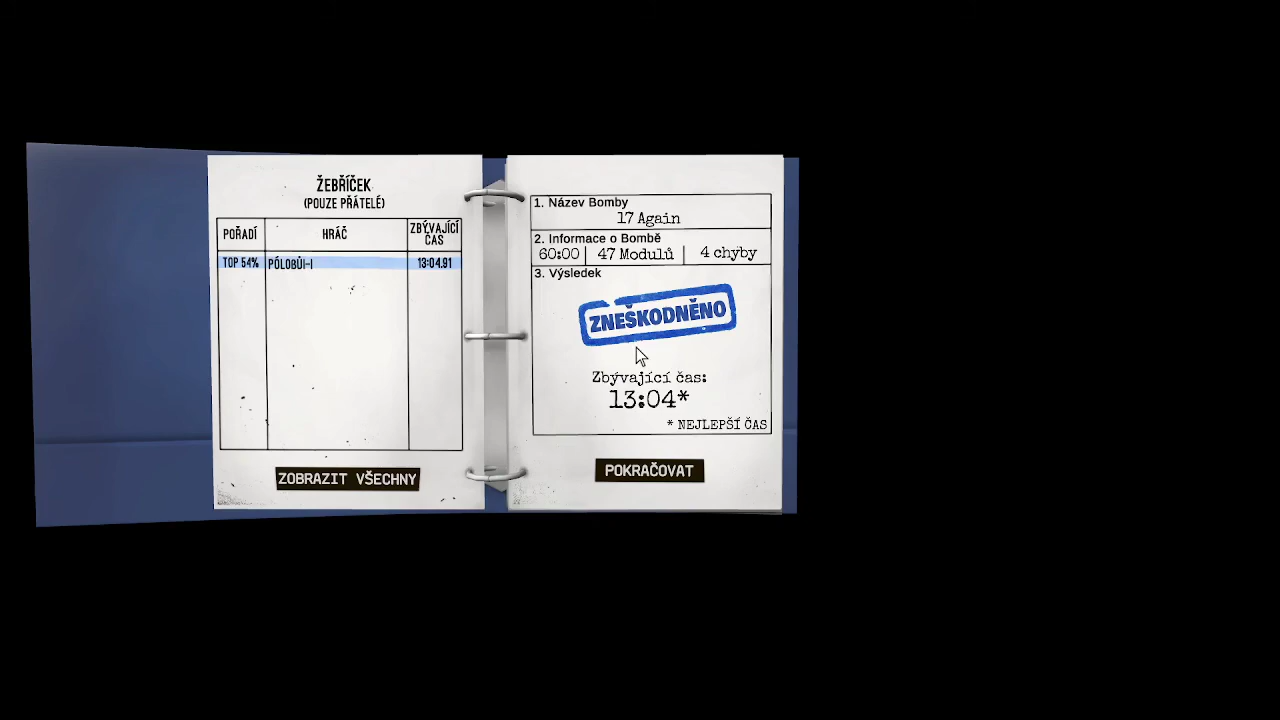 ŽEBŘÍČEK
(POUZE PŘÁTELÉ)
POŘADÍ
HRÁČ
ZBÝVAJÍCÍ
ČAS
TOP 54%
PÓLOBŮI-I
13:04.91
ZOBRAZIT VŠECHNY
1. Název Bomby
17 Again
2. Informace o Bombě
60:00 47 Modulů 4 chyby
3. Výsledek
ZNEŠKODNĚNO
Zbývající čas:
13:04*
* NEJLEPŠÍ ČAS
POKRAČOVAT